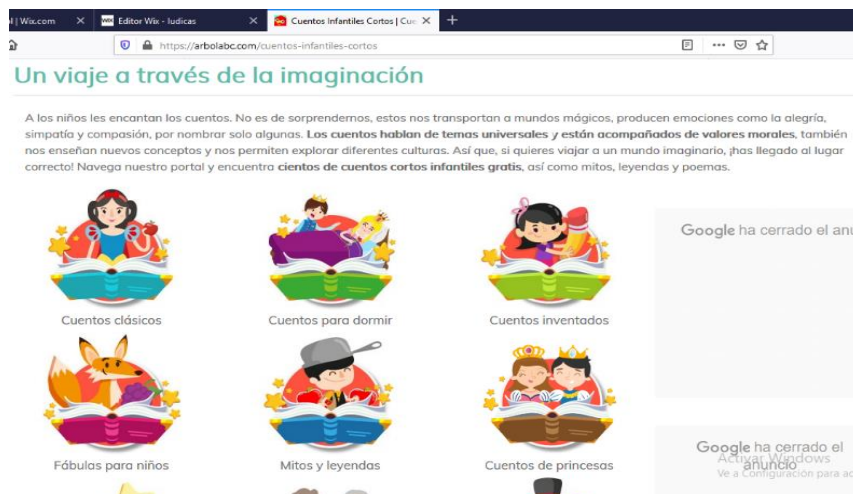 l | Wix.com
Editor Wix - ludicas
Cuentos Infantiles Cortos | Cue
https://arbolabc.com/cuentos-infantiles-cortos
Un viaje a través de la imaginación
A los niños les encantan los cuentos. No es de sorprendernos, estos nos transportan a mundos mágicos, producen emociones como la alegría,
simpatía y compasión, por nombrar solo algunas. Los cuentos hablan de temas universales y están acompañados de valores morales, también
nos enseñan nuevos conceptos y nos permiten explorar diferentes culturas. Así que, si quieres viajar a un mundo imaginario, ¡has llegado al lugar
correcto! Navega nuestro portal y encuentra cientos de cuentos cortos infantiles gratis, así como mitos, leyendas y poemas.
Google ha cerrado el anu
Cuentos clásicos
Cuentos para dormir
Cuentos inventados
Google ha cerrado el
anuncio
Activar Windows
Ve a Configuración para ac
Fábulas para niños
Mitos y leyendas
Cuentos de princesas